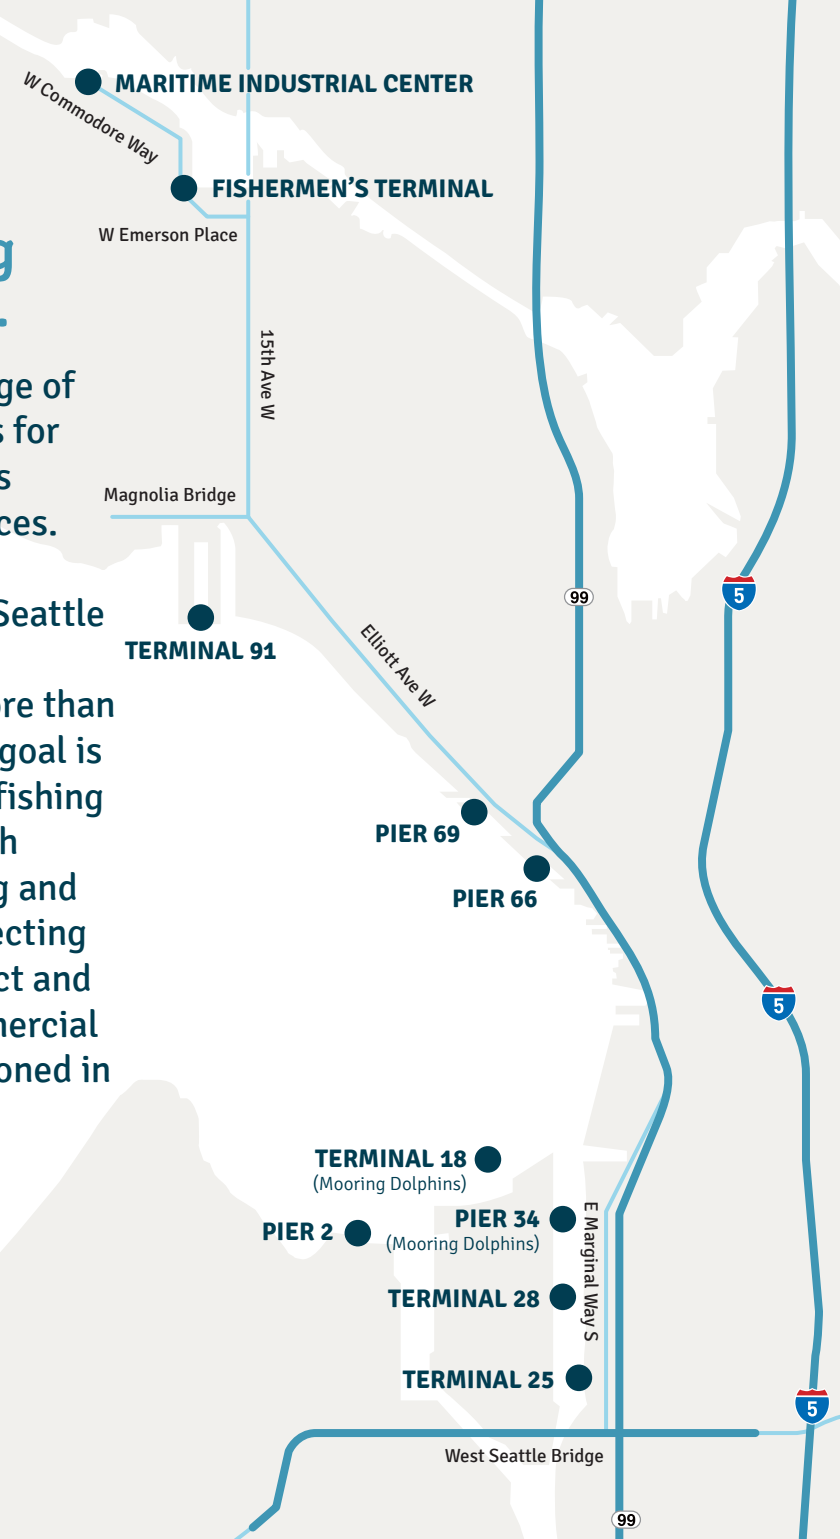 MARITIME INDUSTRIAL CENTER
W Commodore Way
FISHERMEN'S TERMINAL
W Emerson Place
g
.
15th Ave W
ge of
s for
s
ces.
Magnolia Bridge
99
5
Seattle
TERMINAL 91
Elliott Ave W
ore than
goal is
fishing
h
g and
ecting
ct and
mercial
oned in
PIER 69
PIER 66
5
TERMINAL 18
(Mooring Dolphins)
PIER 34
(Mooring Dolphins)
PIER 2
E Marginal Way S
TERMINAL 28
TERMINAL 25
5
West Seattle Bridge
99